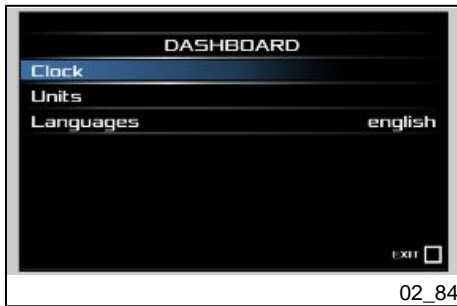 DASHBOARD
Clock
Units
Languages english
EXIT
02_84